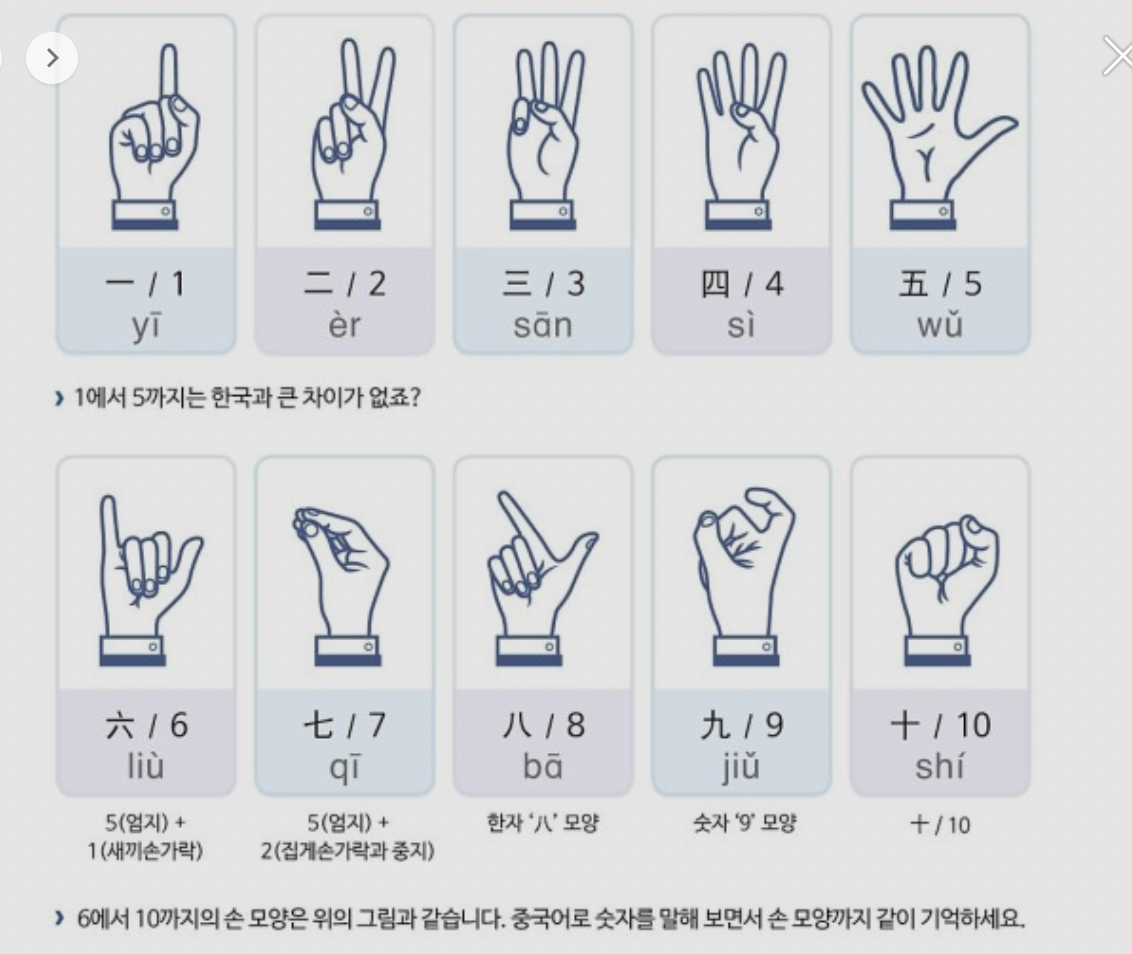 一 / 1
yī
二 / 2
èr
三 / 3
sān
四 / 4
sì
五 / 5
wǔ
› 1에서 5까지는 한국과 큰 차이가 없죠?
六 / 6
liù
5(엄지) +
1(새끼손가락)
七 / 7
qī
5(엄지) +
2(집게손가락과 중지)
八 / 8
bā
한자 ‘八’ 모양
九 / 9
jiǔ
숫자 ‘9’ 모양
十 / 10
shí
十 / 10
› 6에서 10까지의 손 모양은 위의 그림과 같습니다. 중국어로 숫자를 말해 보면서 손 모양까지 같이 기억하세요.